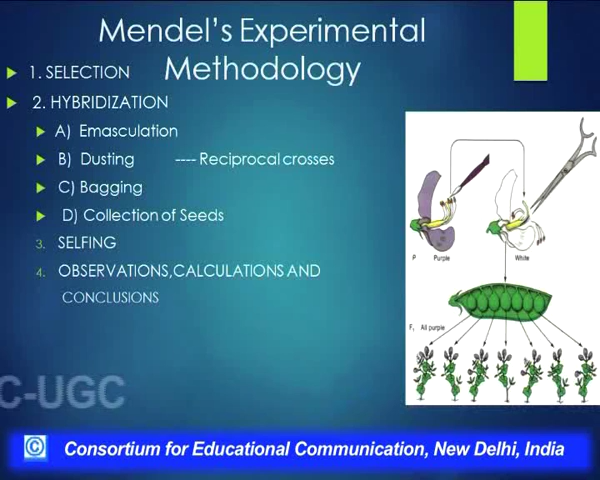 Mendel's Experimental
Methodology
1. SELECTION
2. HYBRIDIZATION
A) Emasculation
B) Dusting ---- Reciprocal crosses
C) Bagging
D) Collection of Seeds
3. SELFING
4. OBSERVATIONS,CALCULATIONS AND
CONCLUSIONS
P Purple White
F₁ All purple
C-UGC
© Consortium for Educational Communication, New Delhi, India